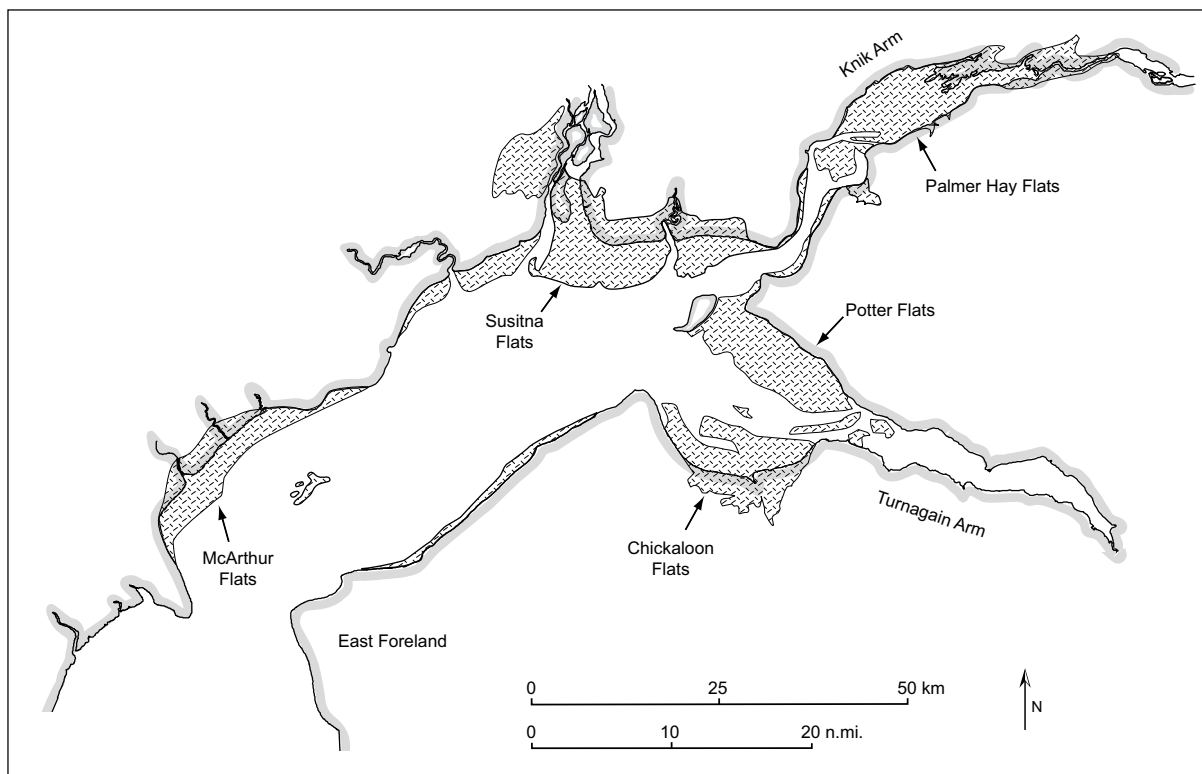 Knik Arm
Palmer Hay Flats
Susitna
Flats
Potter Flats
Turnagain Arm
McArthur
Flats
Chickaloon
Flats
East Foreland
0 25 50 km
0 10 20 n.mi.
N